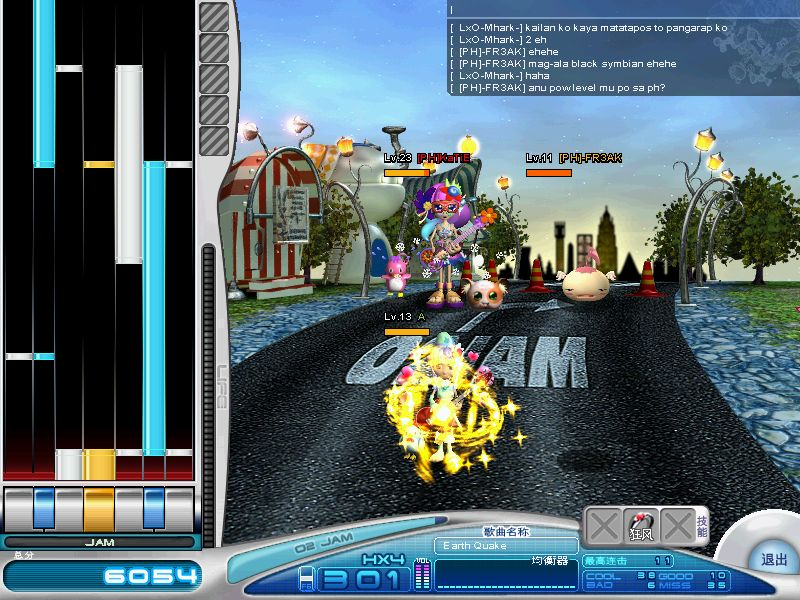 [ LxO-Mhark-] kailan ko kaya matatapos to pangarap ko
[ LxO-Mhark-] 2 eh
[ [PH]-FR3AK] ehehe
[ [PH]-FR3AK] mag-ala black symbian ehehe
[ LxO-Mhark-] haha
[ [PH]-FR3AK] anu pow level mu po sa ph?
Lv.23 [PH]KaTiE
Lv.11 [PH]-FR3AK
Lv.13 A
O2JAM
LIFE
JAM
总分
6054
O2 JAM
HX4
301
VOL
歌曲名称
Earth Quake
均衡器
狂风
技能
最高连击 11
COOL 38 GOOD 10
BAD 6 MISS 35
退出